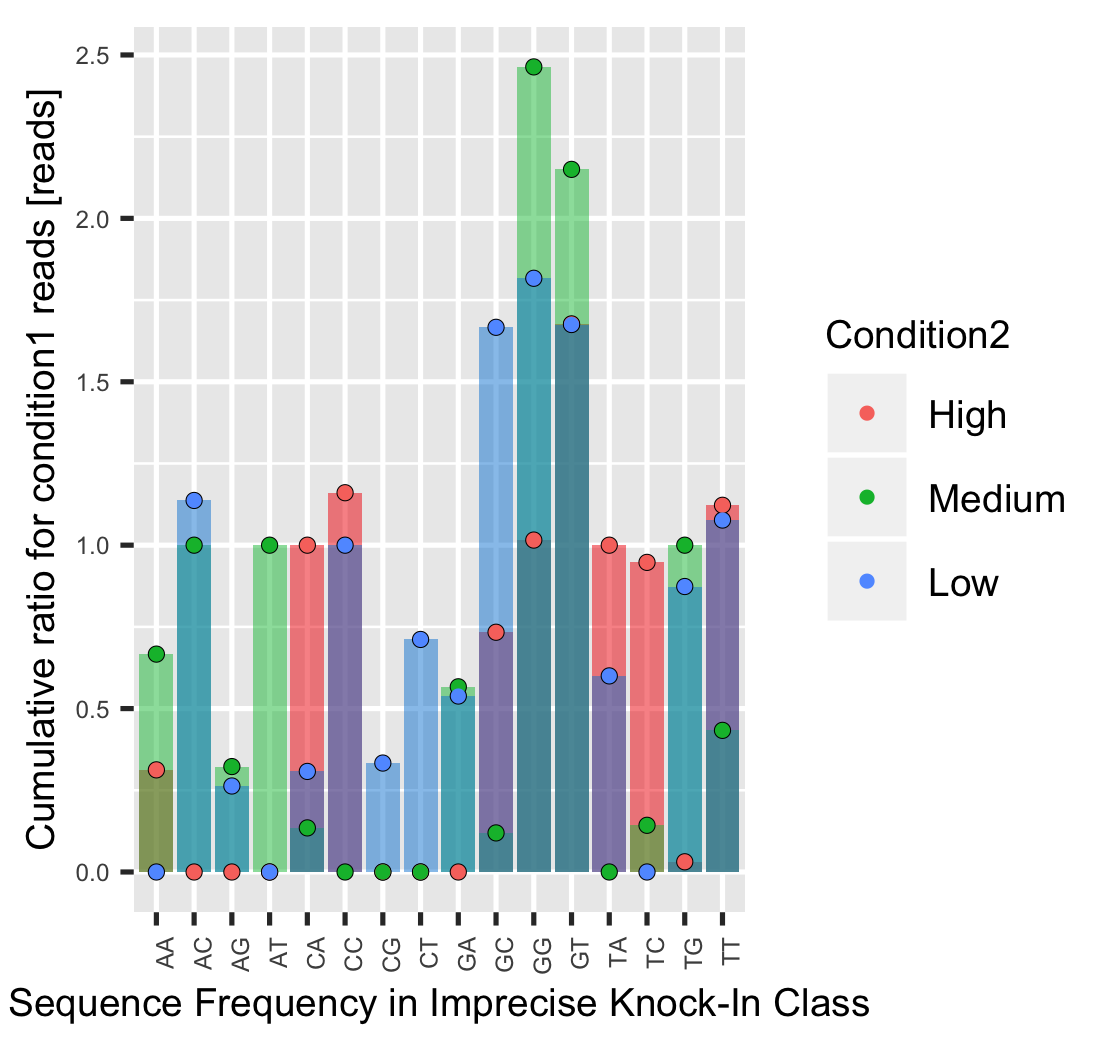 Cumulative ratio for condition1 reads [reads]
2.5
2.0
1.5
1.0
0.5
0.0
AA AC AG AT CA CC CG CT GA GC GG GT TA TC TG TT
Sequence Frequency in Imprecise Knock-In Class
Condition2
High
Medium
Low